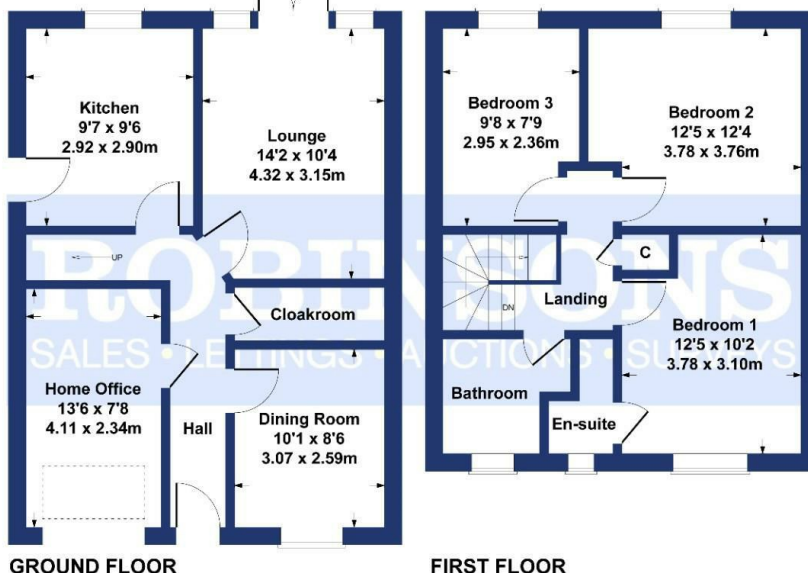 Kitchen
9'7 x 9'6
2.92 x 2.90m
Lounge
14'2 x 10'4
4.32 x 3.15m
UP
Cloakroom
Home Office
13'6 x 7'8
4.11 x 2.34m
Hall
Dining Room
10'1 x 8'6
3.07 x 2.59m
GROUND FLOOR
Bedroom 3
9'8 x 7'9
2.95 x 2.36m
Bedroom 2
12'5 x 12'4
3.78 x 3.76m
C
DN
Landing
Bedroom 1
12'5 x 10'2
3.78 x 3.10m
Bathroom
En-suite
FIRST FLOOR
ROBINSONS
SALES • LETTINGS • AUCTIONS • SURVEYS